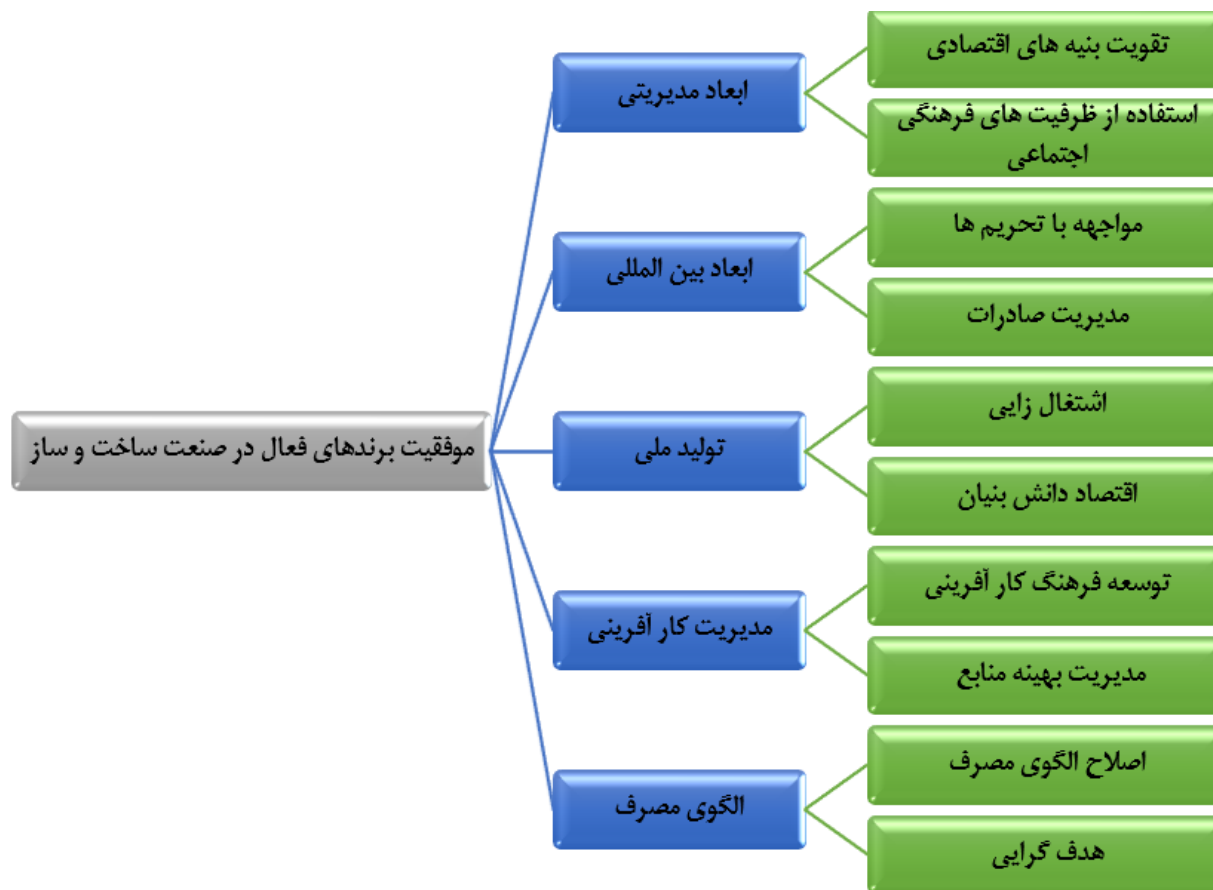 موفقیت برندهای فعال در صنعت ساخت و ساز
ابعاد مدیریتی
تقویت بنیه های اقتصادی
استفاده از ظرفیت های فرهنگی
اجتماعی
ابعاد بین المللی
مواجهه با تحریم ها
مدیریت صادرات
تولید ملی
اشتغال زایی
اقتصاد دانش بنیان
مدیریت کار آفرینی
توسعه فرهنگ کار آفرینی
مدیریت بهینه منابع
الگوی مصرف
اصلاح الگوی مصرف
هدف گرایی